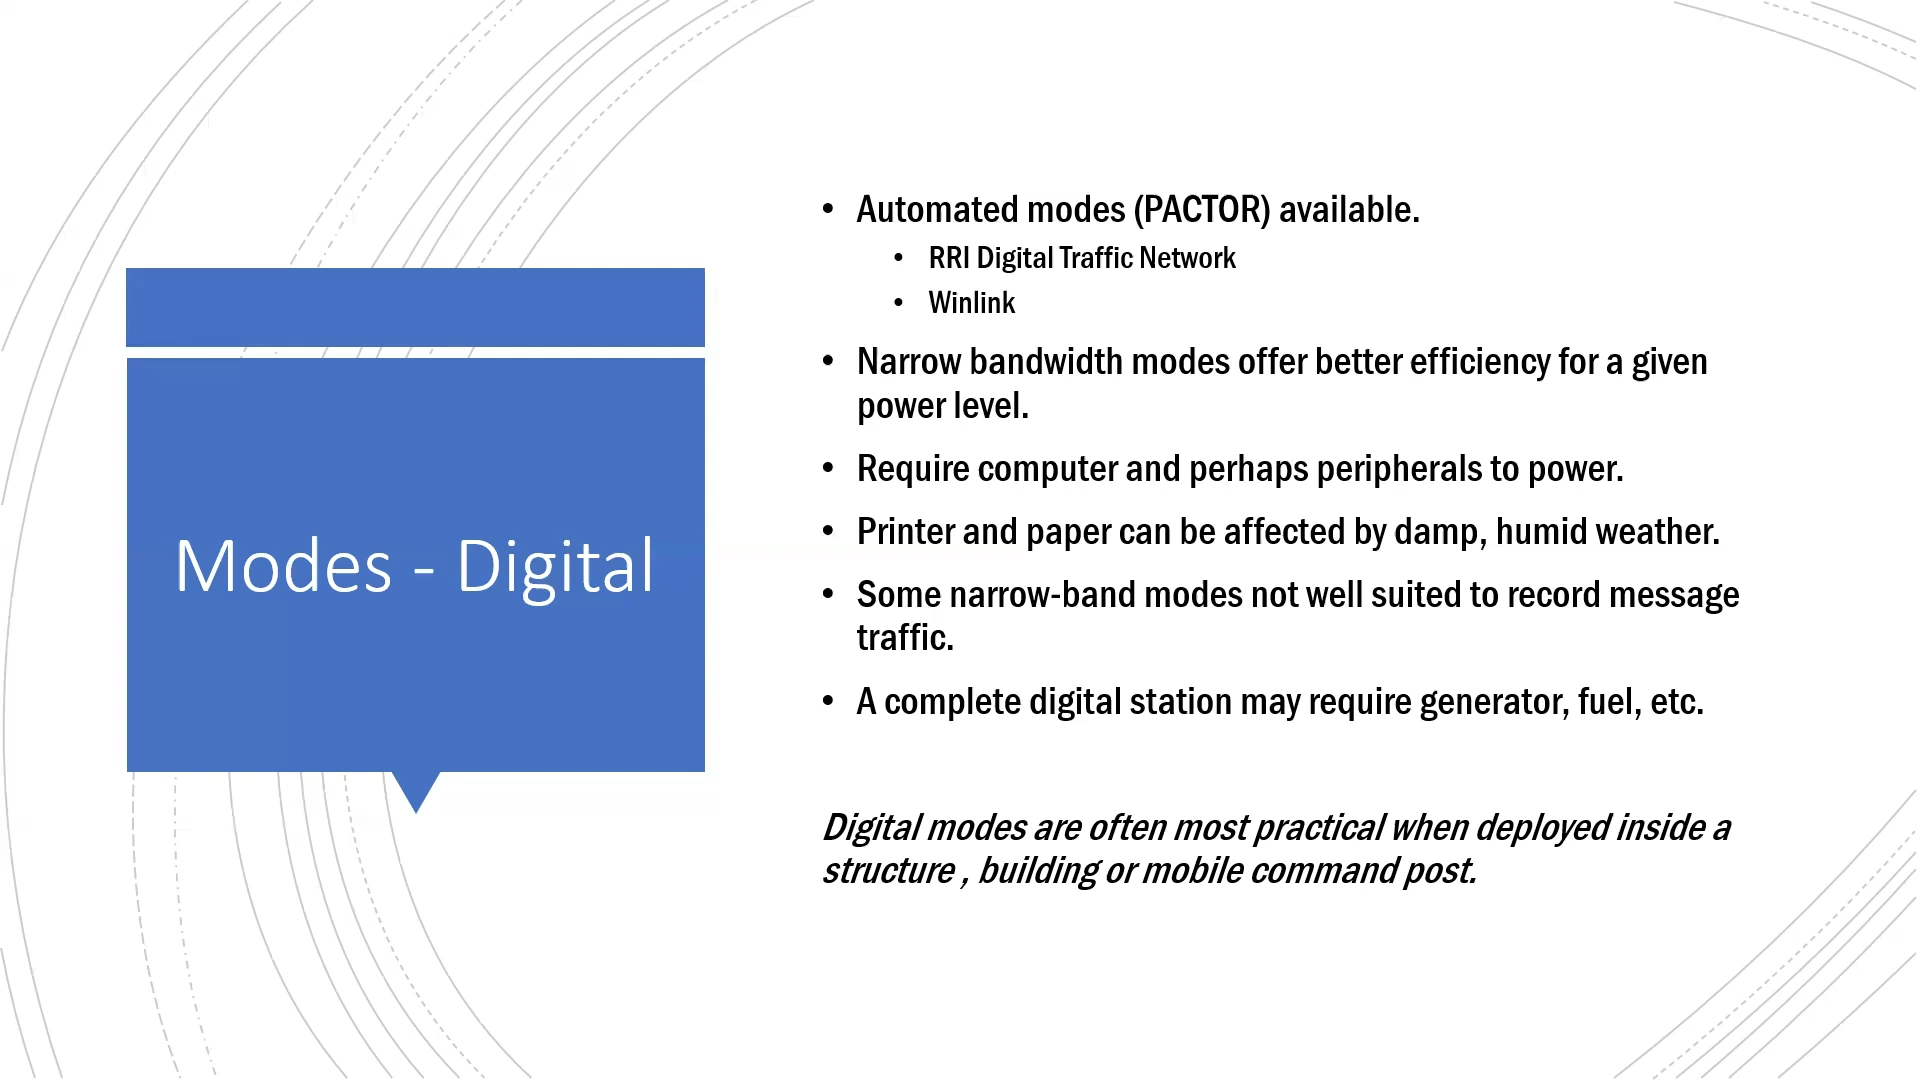 Modes - Digital
• Automated modes (PACTOR) available.
• RRI Digital Traffic Network
• Winlink
• Narrow bandwidth modes offer better efficiency for a given
power level.
• Require computer and perhaps peripherals to power.
• Printer and paper can be affected by damp, humid weather.
• Some narrow-band modes not well suited to record message
traffic.
• A complete digital station may require generator, fuel, etc.
Digital modes are often most practical when deployed inside a
structure , building or mobile command post.